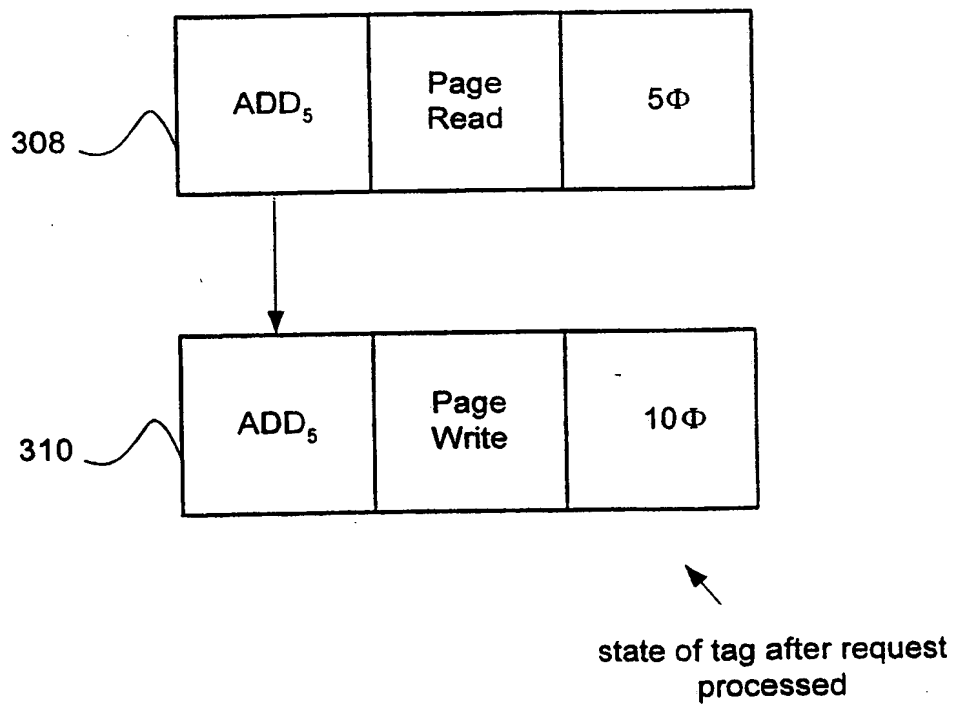 308
ADD₅
Page
Read
5Φ
310
ADD₅
Page
Write
10Φ
state of tag after request
processed